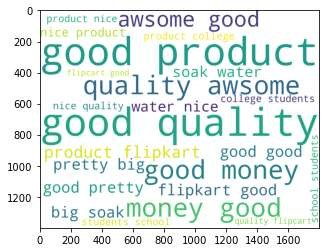 0
product nice awsome good
nice product product college
200
good product
400
flipcart good soak water
quality awsome
college students
600
nice quality water nice
good quality
800
product flipkart good good
1000
pretty big good money
good pretty flipkart good
1200
big soak money good
students school quality flipcart
school students
0 200 400 600 800 1000 1200 1400 1600